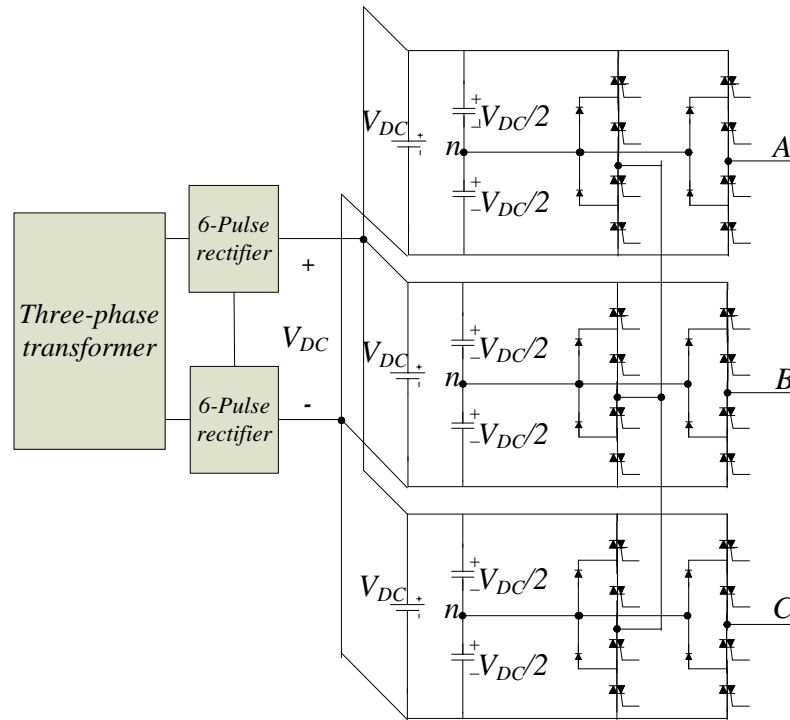 Three-phase
transformer
6-Pulse
rectifier
6-Pulse
rectifier
+
V_DC
-
V_DC
+
-
n
+
V_DC/2
-
+
V_DC/2
-
A
V_DC
+
-
n
+
V_DC/2
-
+
V_DC/2
-
B
V_DC
+
-
n
+
V_DC/2
-
+
V_DC/2
-
C